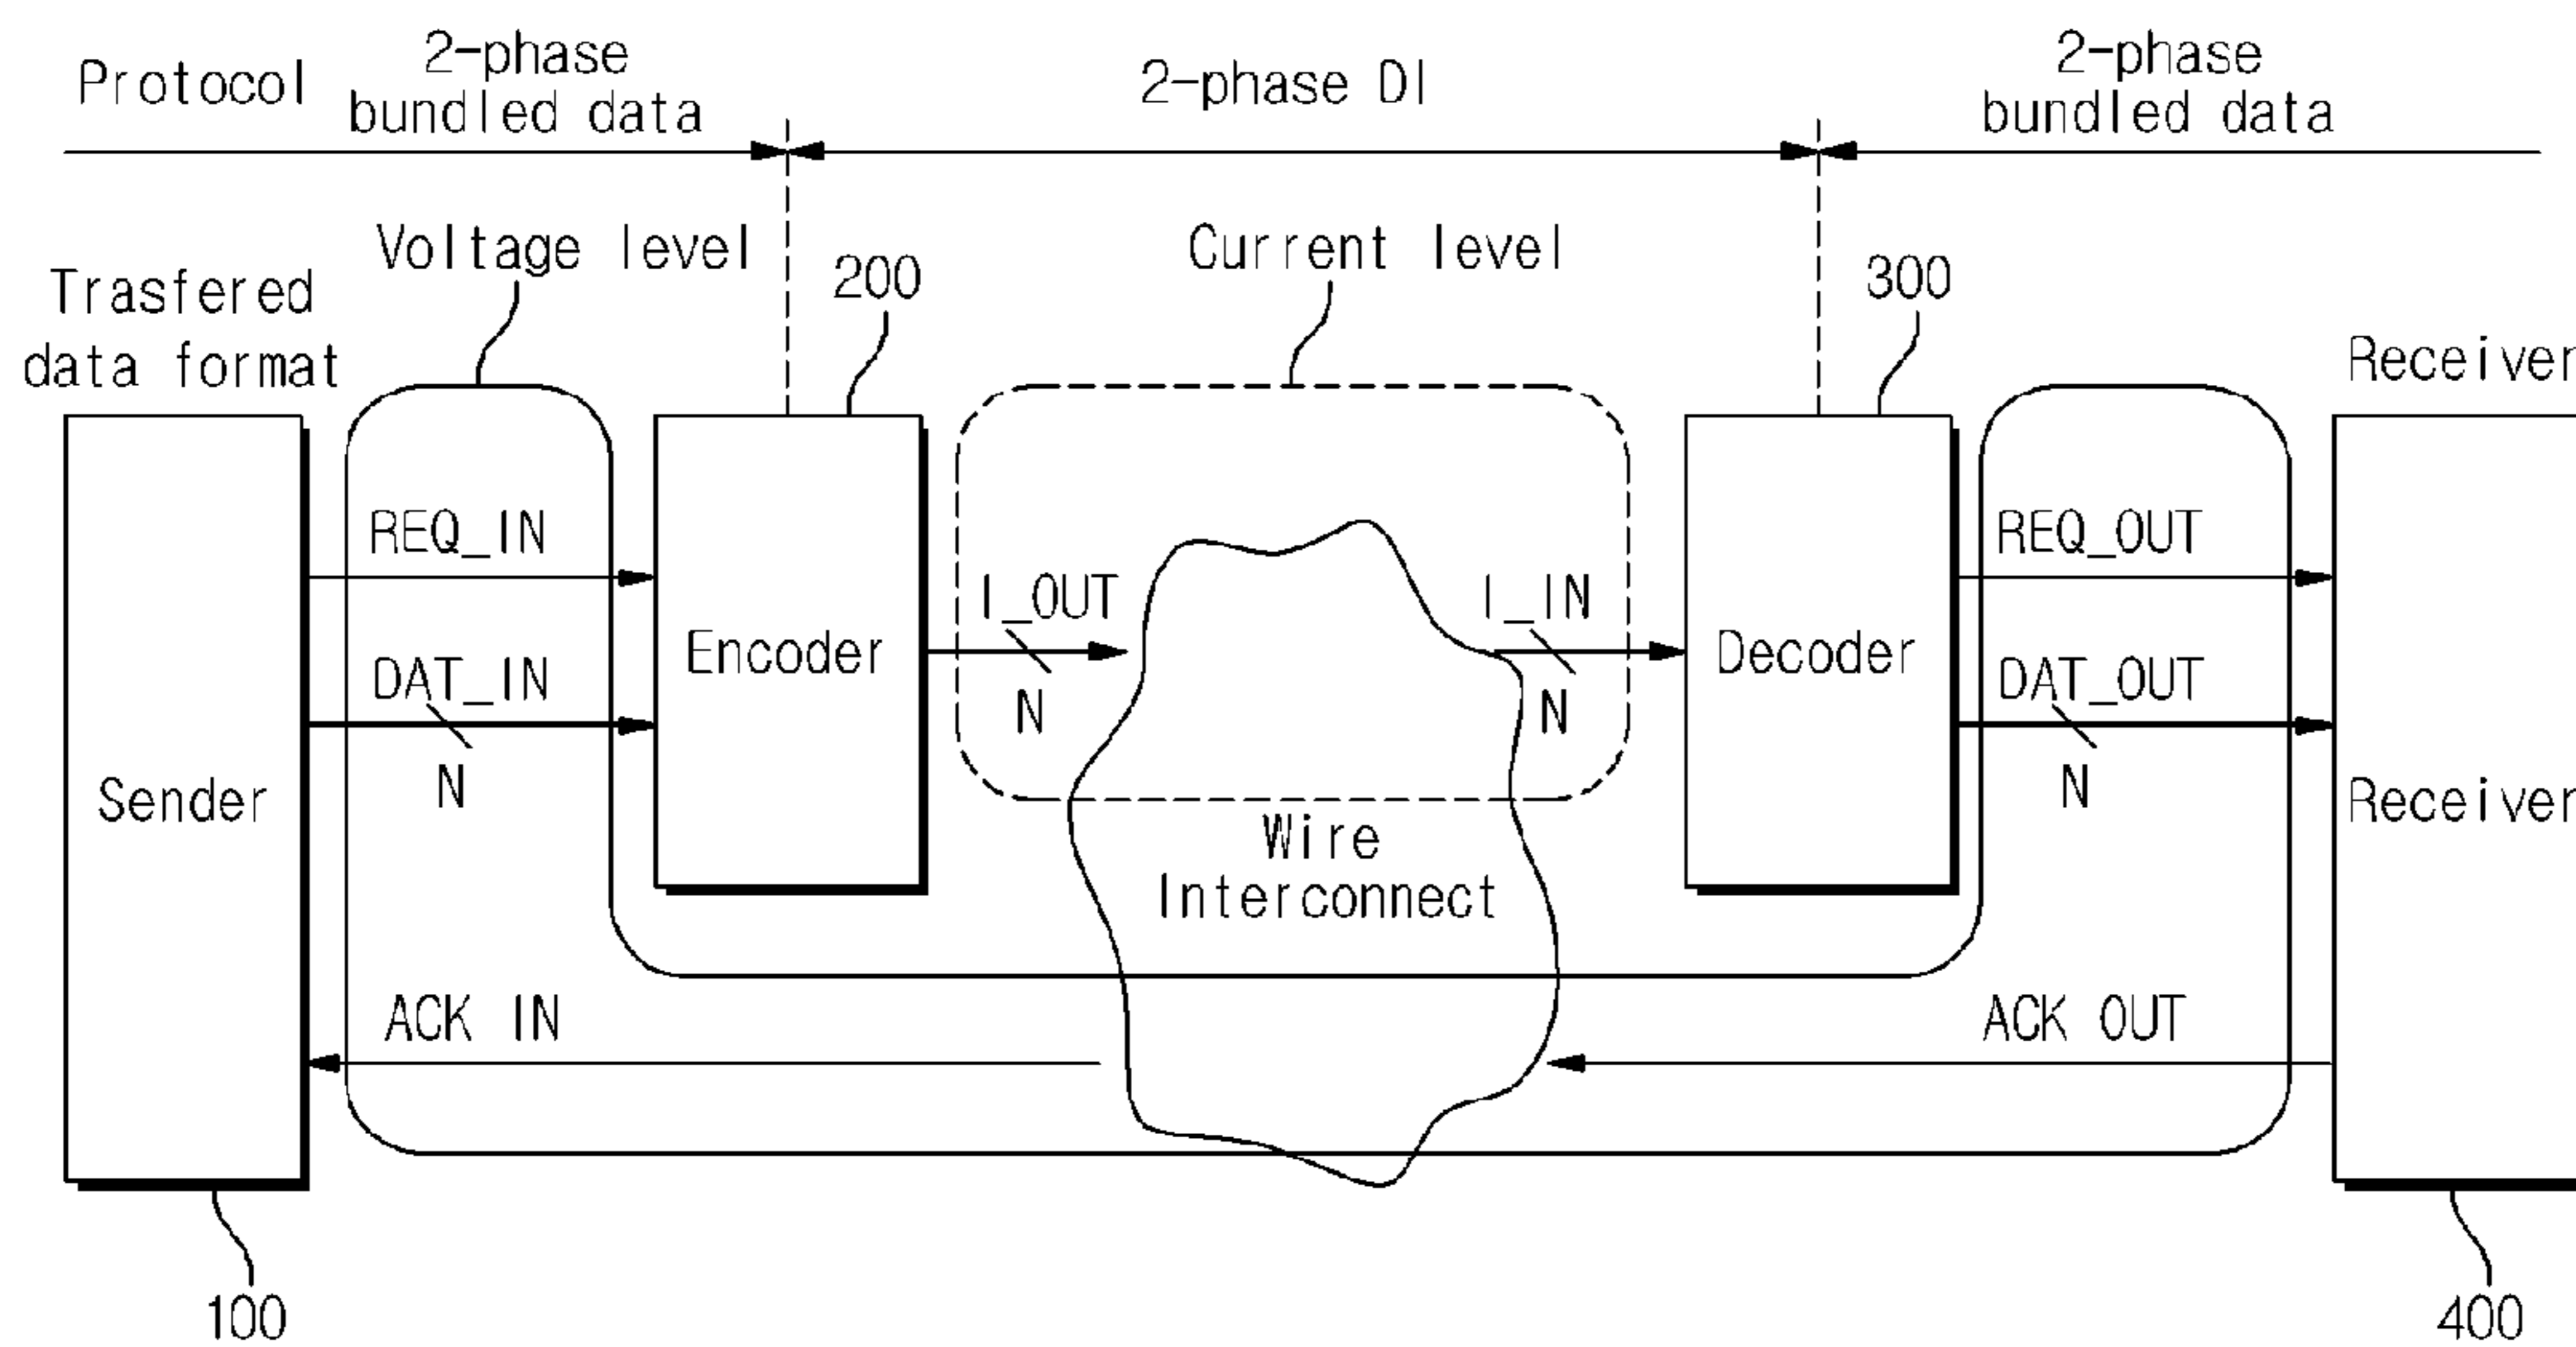 Protocol
2-phase
bundled data
2-phase DI
2-phase
bundled data
Voltage level
Current level
200
300
Trasfered
data format
Receiver
REQ_IN
REQ_OUT
I_OUT
I_IN
Encoder
Decoder
DAT_IN
DAT_OUT
N
N
N
N
Sender
Receiver
Wire
Interconnect
ACK IN
ACK OUT
100
400